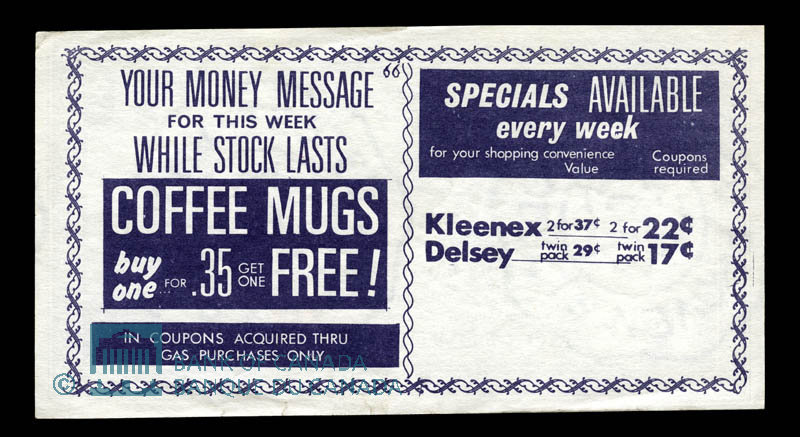 YOUR MONEY MESSAGE
FOR THIS WEEK
WHILE STOCK LASTS
COFFEE MUGS
buy one... FOR .35 GET ONE FREE!
IN COUPONS ACQUIRED THRU
GAS PURCHASES ONLY
SPECIALS AVAILABLE
every week
for your shopping convenience
Value Coupons required
Kleenex 2 for 37¢ 2 for 22¢
Delsey twin pack 29¢ twin pack 17¢
© BANK OF CANADA
BANQUE DU CANADA